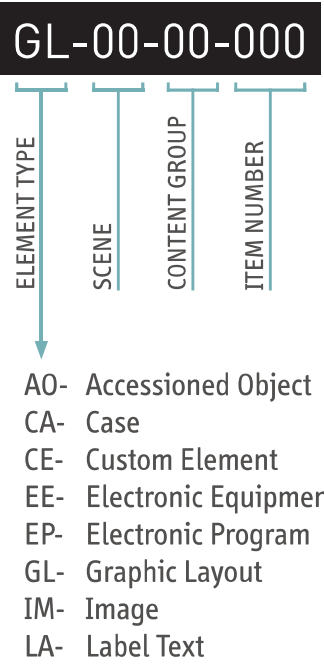 GL-00-00-000
ELEMENT TYPE
SCENE
CONTENT GROUP
ITEM NUMBER
AO- Accessioned Object
CA- Case
CE- Custom Element
EE- Electronic Equipmen
EP- Electronic Program
GL- Graphic Layout
IM- Image
LA- Label Text